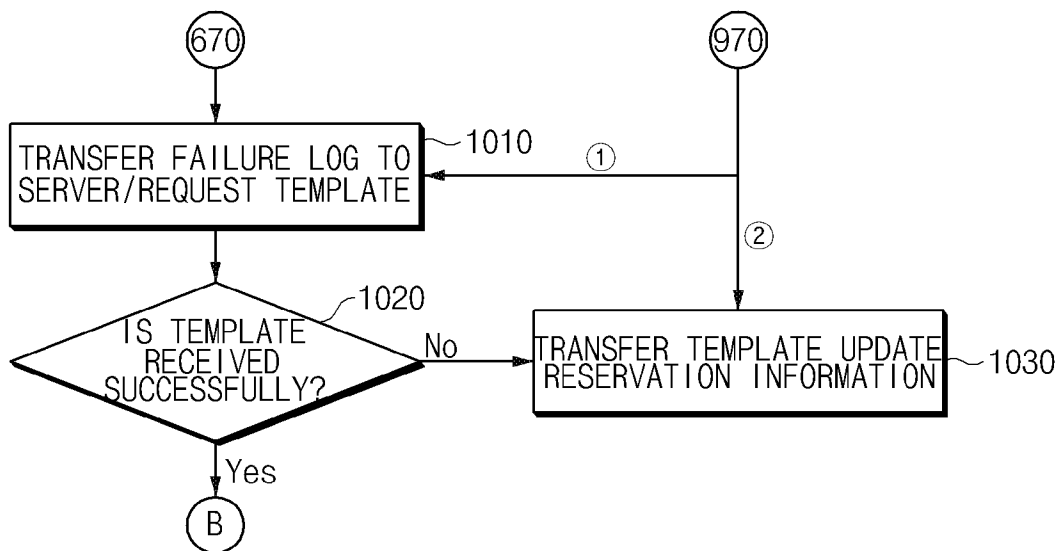 670
970
TRANSFER FAILURE LOG TO
SERVER/REQUEST TEMPLATE
1010
①
②
IS TEMPLATE
RECEIVED
SUCCESSFULLY?
1020
No
TRANSFER TEMPLATE UPDATE
RESERVATION INFORMATION
1030
Yes
B